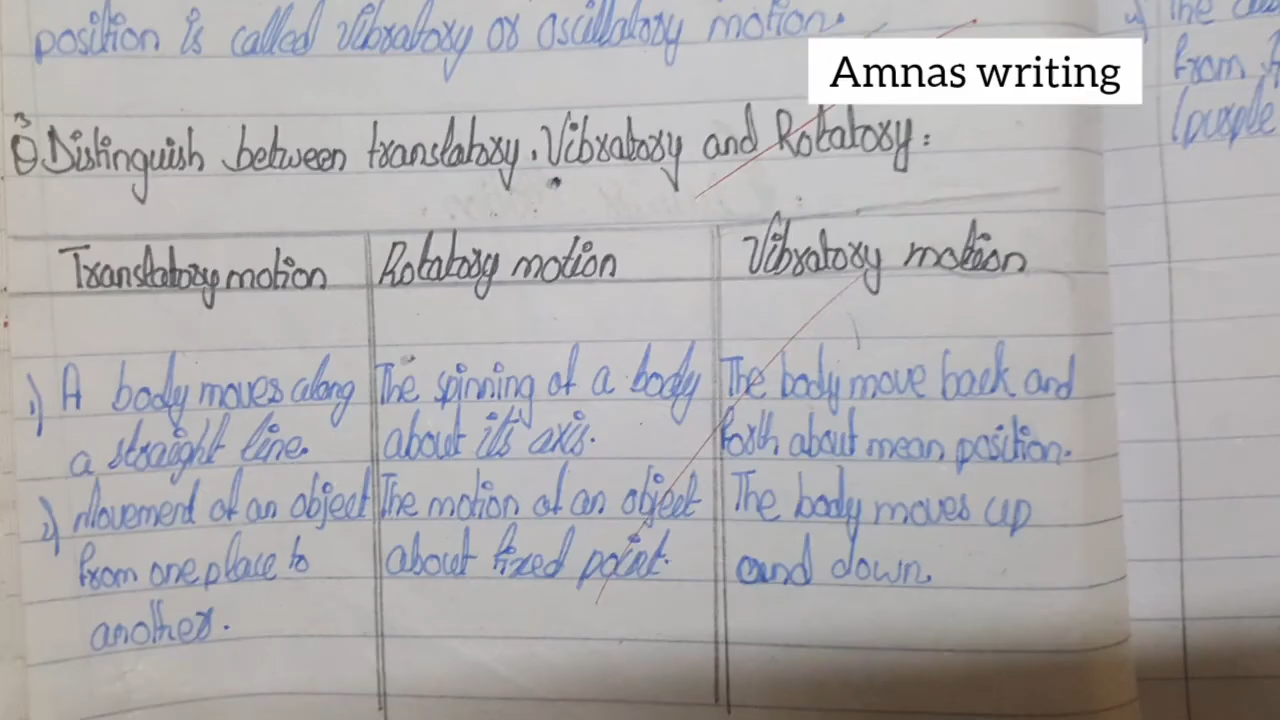 position is called Vibratory or Oscillatory motion.
Amnas writing
Distinguish between translatory, Vibratory and Rotatory:
Translatory motion
Rotatory motion
Vibratory motion
1) A body moves along
a straight line.
The spinning of a body
about its axis.
The body move back and
forth about mean position.
2) Movement of an object
from one place to
another.
The motion of an object
about fixed point.
The body moves up
and down.
The
from
(purple